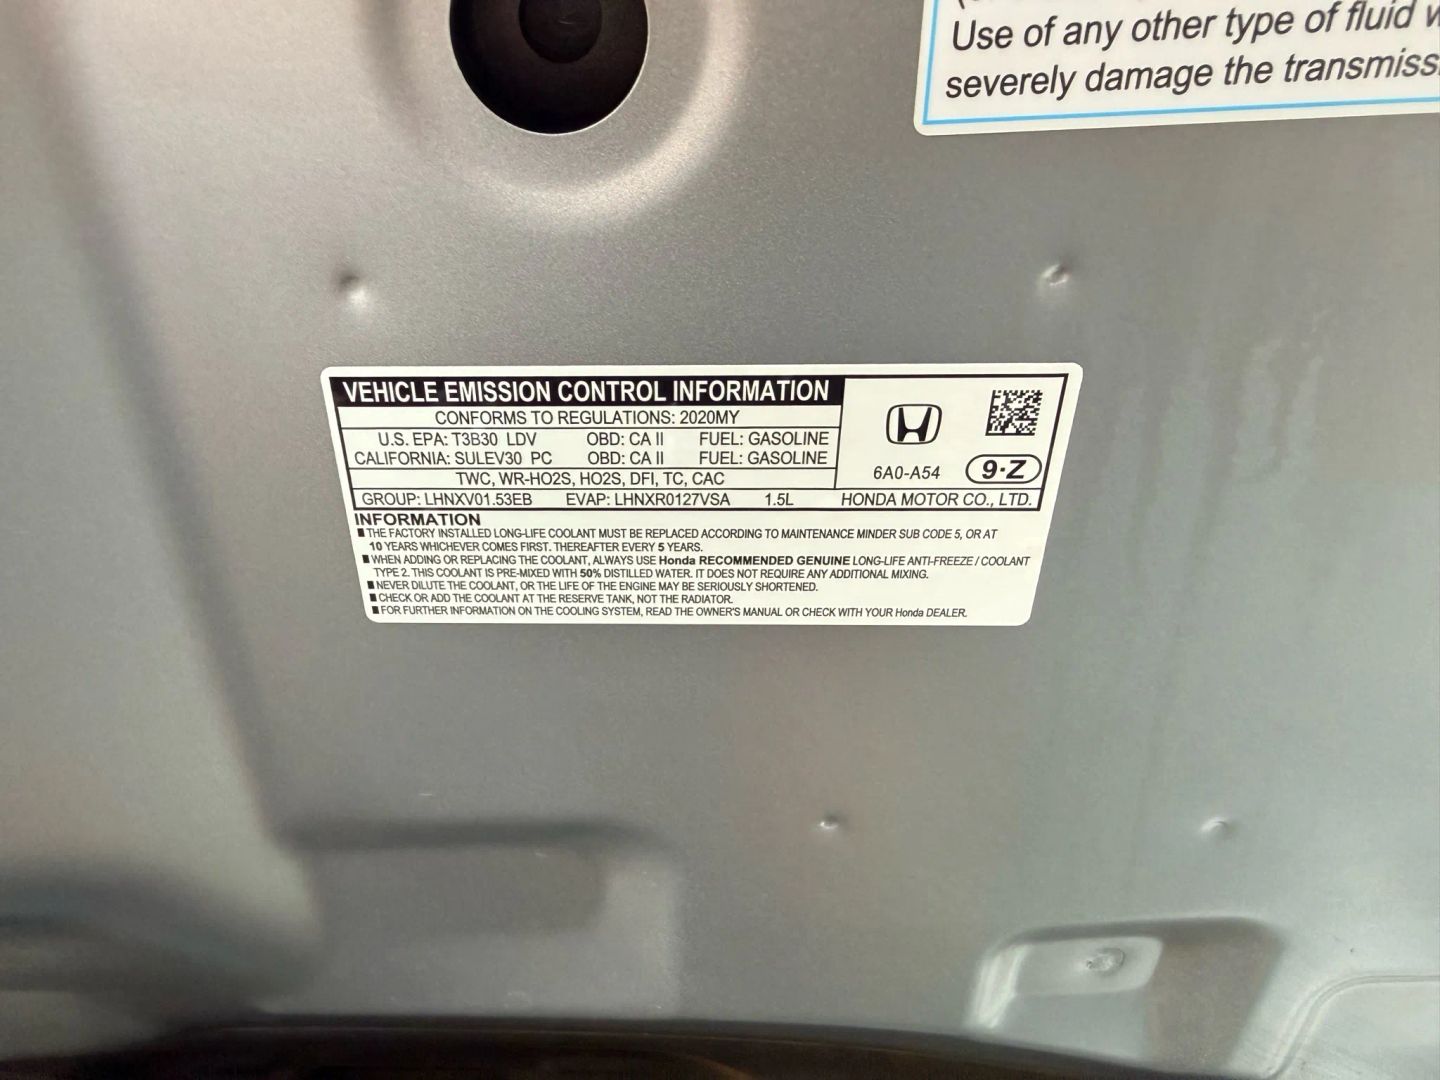 Use of any other type of fluid
severely damage the
VEHICLE EMISSION CONTROL INFORMATION
CONFORMS TO REGULATIONS: 2020MY
U.S. EPA: T3B30 LDV OBD: CA II FUEL: GASOLINE
CALIFORNIA: SULEV30 PC OBD: CA II FUEL: GASOLINE
TWC, WR-HO2S, HO2S, DFI, TC, CAC
6A0-A54 9·Z
GROUP: LHNXV01.53EB EVAP: LHNXR0127VSA 1.5L HONDA MOTOR CO., LTD.
INFORMATION
■ THE FACTORY INSTALLED LONG-LIFE COOLANT MUST BE REPLACED ACCORDING TO MAINTENANCE MINDER SUB CODE 5, OR AT
10 YEARS WHICHEVER COMES FIRST. THEREAFTER EVERY 5 YEARS.
■ WHEN ADDING OR REPLACING THE COOLANT, ALWAYS USE Honda RECOMMENDED GENUINE LONG-LIFE ANTI-FREEZE / COOLANT
TYPE 2. THIS COOLANT IS PRE-MIXED WITH 50% DISTILLED WATER. IT DOES NOT REQUIRE ANY ADDITIONAL MIXING.
■ NEVER DILUTE THE COOLANT, OR THE LIFE OF THE ENGINE MAY BE SERIOUSLY SHORTENED.
■ CHECK OR ADD THE COOLANT AT THE RESERVE TANK, NOT THE RADIATOR.
■ FOR FURTHER INFORMATION ON THE COOLING SYSTEM, READ THE OWNER'S MANUAL OR CHECK WITH YOUR Honda DEALER.